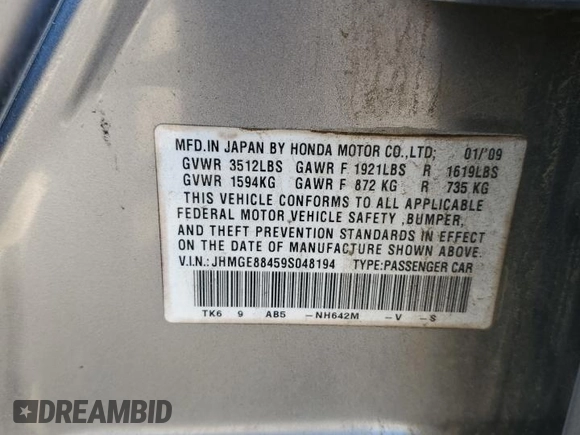 MFD.IN JAPAN BY HONDA MOTOR CO.,LTD; 01/'09
GVWR 3512LBS GAWR F 1921LBS R 1619LBS
GVWR 1594KG GAWR F 872 KG R 735 KG
THIS VEHICLE CONFORMS TO ALL APPLICABLE
FEDERAL MOTOR VEHICLE SAFETY ,BUMPER,
AND THEFT PREVENTION STANDARDS IN EFFECT
ON THE DATE OF MANUFACTURE SHOWN ABOVE.
V.I.N.: JHMGE88459S048194 TYPE:PASSENGER CAR
TK6 9 AB5 -NH642M -V -S
DREAMBID